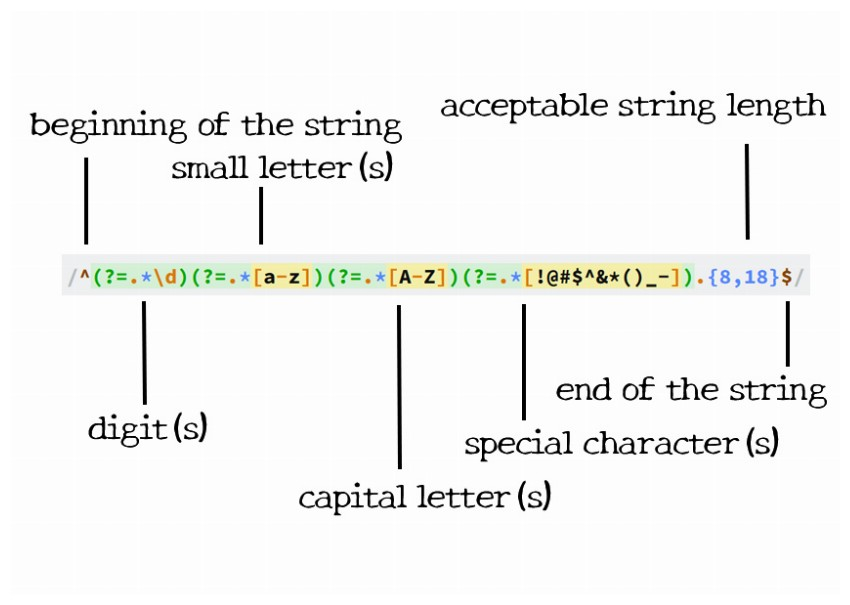 acceptable string length
beginning of the string
small letter (s)
/^(?=.*\d)(?=.*[a-z])(?=.*[A-Z])(?=.*[!@#$^&*()_-]).{8,18}$/
end of the string
digit (s)
special character (s)
capital letter (s)